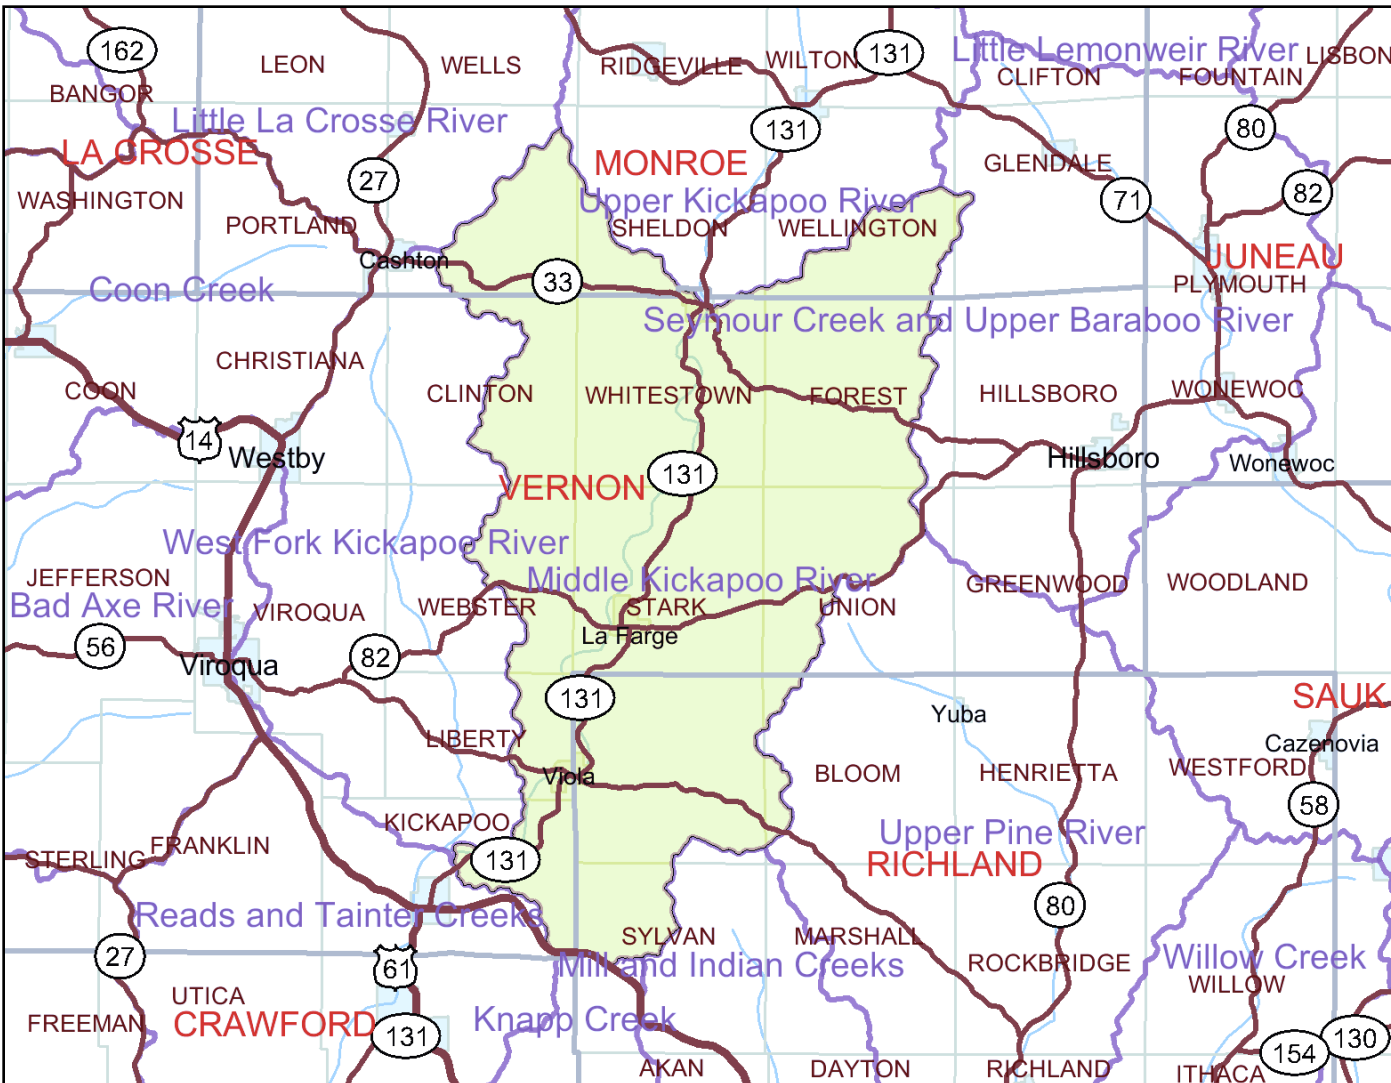 162
LEON
WELLS
RIDGEVILLE
WILTON
131
Little Lemonweir River
LISBON
CLIFTON
FOUNTAIN
BANGOR
Little La Crosse River
131
80
LA CROSSE
MONROE
GLENDALE
27
71
82
WASHINGTON
Upper Kickapoo River
PORTLAND
SHELDON
WELLINGTON
Cashton
JUNEAU
33
PLYMOUTH
Coon Creek
Seymour Creek and Upper Baraboo River
CHRISTIANA
COON
CLINTON
WHITESTOWN
FOREST
HILLSBORO
WONEWOC
14
Westby
Hillsboro
Wonewoc
131
VERNON
West Fork Kickapoo River
JEFFERSON
Middle Kickapoo River
GREENWOOD
WOODLAND
Bad Axe River
VIROQUA
WEBSTER
STARK
UNION
La Farge
56
82
Viroqua
131
SAUK
Yuba
LIBERTY
Cazenovia
Viola
BLOOM
HENRIETTA
WESTFORD
58
KICKAPOO
Upper Pine River
131
STERLING
FRANKLIN
RICHLAND
80
Reads and Tainter Creeks
SYLVAN
MARSHALL
27
61
Mill and Indian Creeks
ROCKBRIDGE
Willow Creek
WILLOW
UTICA
FREEMAN
CRAWFORD
Knapp Creek
131
130
154
AKAN
DAYTON
RICHLAND
ITHACA